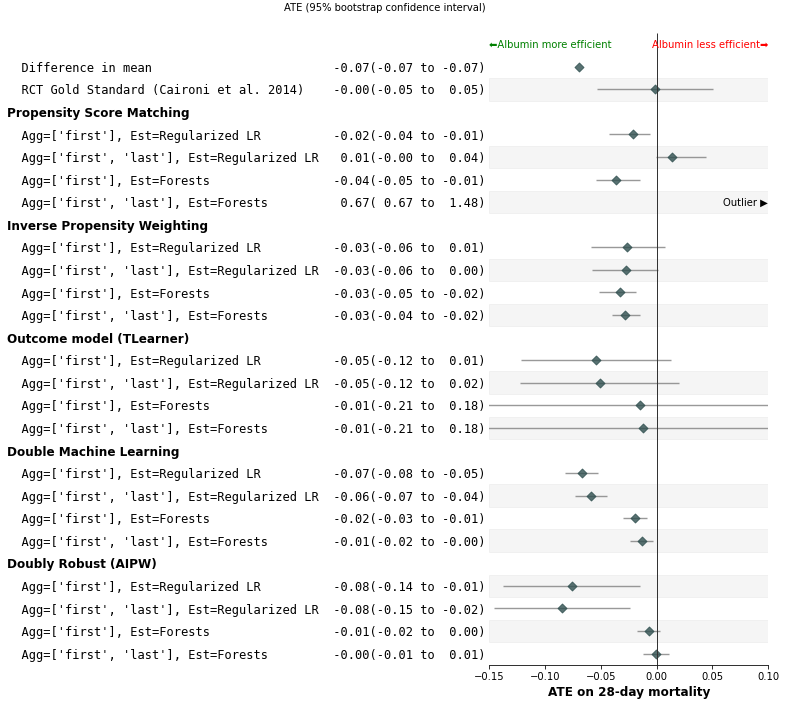 ATE (95% bootstrap confidence interval)
⬅Albumin more efficient Albumin less efficient➡
Difference in mean -0.07(-0.07 to -0.07)
RCT Gold Standard (Caironi et al. 2014) -0.00(-0.05 to 0.05)
Propensity Score Matching
Agg=['first'], Est=Regularized LR -0.02(-0.04 to -0.01)
Agg=['first', 'last'], Est=Regularized LR 0.01(-0.00 to 0.04)
Agg=['first'], Est=Forests -0.04(-0.05 to -0.01)
Agg=['first', 'last'], Est=Forests 0.67( 0.67 to 1.48) Outlier ▶
Inverse Propensity Weighting
Agg=['first'], Est=Regularized LR -0.03(-0.06 to 0.01)
Agg=['first', 'last'], Est=Regularized LR -0.03(-0.06 to 0.00)
Agg=['first'], Est=Forests -0.03(-0.05 to -0.02)
Agg=['first', 'last'], Est=Forests -0.03(-0.04 to -0.02)
Outcome model (TLearner)
Agg=['first'], Est=Regularized LR -0.05(-0.12 to 0.01)
Agg=['first', 'last'], Est=Regularized LR -0.05(-0.12 to 0.02)
Agg=['first'], Est=Forests -0.01(-0.21 to 0.18)
Agg=['first', 'last'], Est=Forests -0.01(-0.21 to 0.18)
Double Machine Learning
Agg=['first'], Est=Regularized LR -0.07(-0.08 to -0.05)
Agg=['first', 'last'], Est=Regularized LR -0.06(-0.07 to -0.04)
Agg=['first'], Est=Forests -0.02(-0.03 to -0.01)
Agg=['first', 'last'], Est=Forests -0.01(-0.02 to -0.00)
Doubly Robust (AIPW)
Agg=['first'], Est=Regularized LR -0.08(-0.14 to -0.01)
Agg=['first', 'last'], Est=Regularized LR -0.08(-0.15 to -0.02)
Agg=['first'], Est=Forests -0.01(-0.02 to 0.00)
Agg=['first', 'last'], Est=Forests -0.00(-0.01 to 0.01)
−0.15 −0.10 −0.05 0.00 0.05 0.10
ATE on 28-day mortality